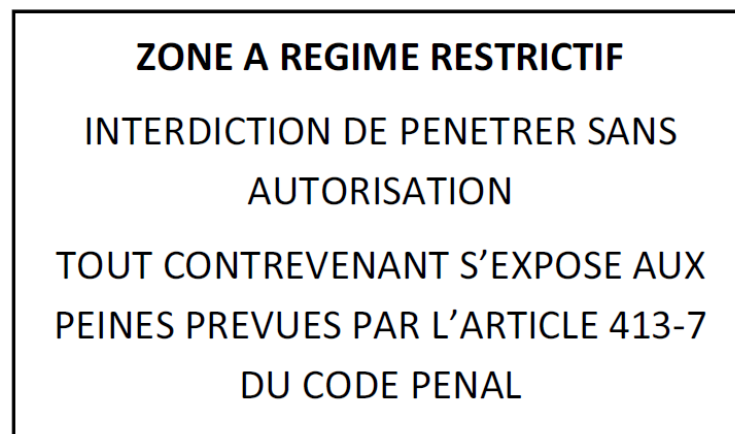 ZONE A REGIME RESTRICTIF
INTERDICTION DE PENETRER SANS
AUTORISATION
TOUT CONTREVENANT S’EXPOSE AUX
PEINES PREVUES PAR L’ARTICLE 413-7
DU CODE PENAL